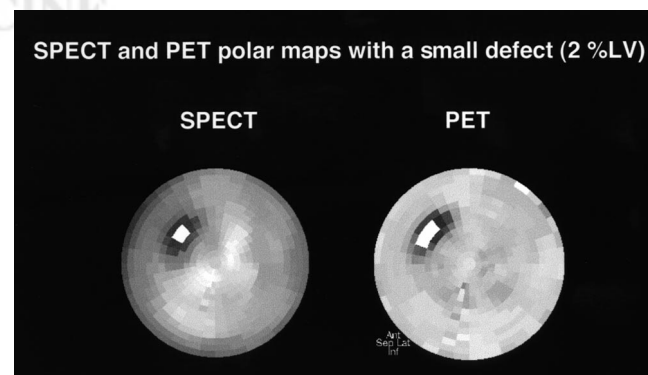 SPECT and PET polar maps with a small defect (2 %LV)
SPECT PET
Ant
Sep Lat
Inf